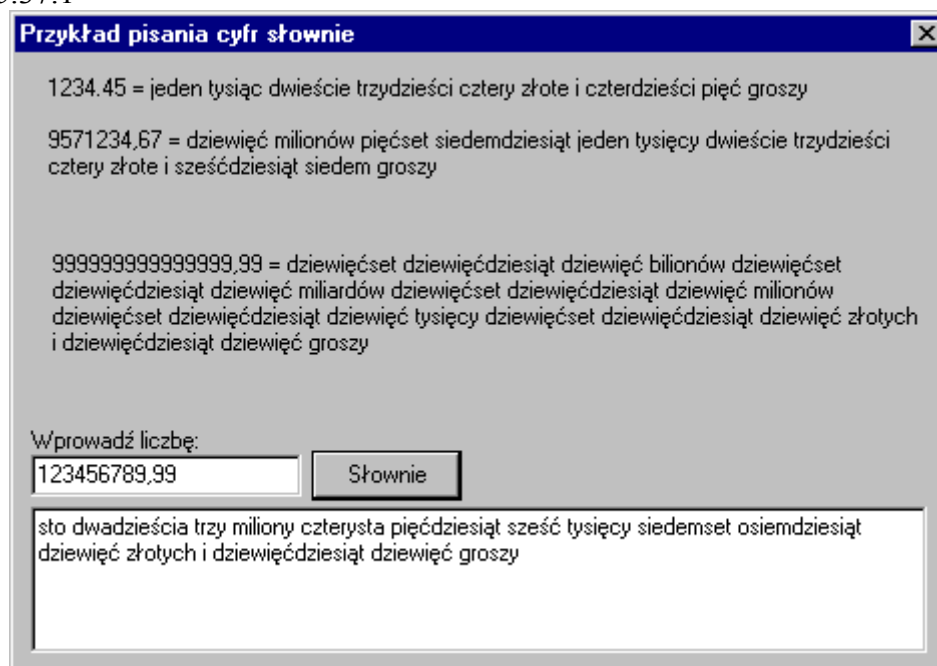 Przykład pisania cyfr słownie
1234.45 = jeden tysiąc dwieście trzydzieści cztery złote i czterdzieści pięć groszy
9571234,67 = dziewięć milionów pięćset siedemdziesiąt jeden tysięcy dwieście trzydzieści
cztery złote i sześćdziesiąt siedem groszy
999999999999999,99 = dziewięćset dziewięćdziesiąt dziewięć bilionów dziewięćset
dziewięćdziesiąt dziewięć miliardów dziewięćset dziewięćdziesiąt dziewięć milionów
dziewięćset dziewięćdziesiąt dziewięć tysięcy dziewięćset dziewięćdziesiąt dziewięć złotych
i dziewięćdziesiąt dziewięć groszy
Wprowadź liczbę:
123456789,99
Słownie
sto dwadzieścia trzy miliony czterysta pięćdziesiąt sześć tysięcy siedemset osiemdziesiąt
dziewięć złotych i dziewięćdziesiąt dziewięć groszy